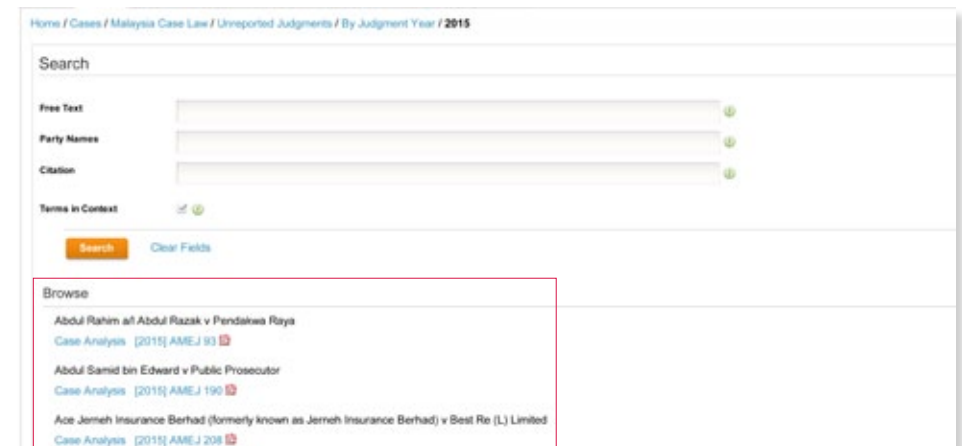 Home / Cases / Malaysia Case Law / Unreported Judgments / By Judgment Year / 2015
Search
Free Text
Party Names
Citation
Terms in Context
Search Clear Fields
Browse
Abdul Rahim a/l Abdul Razak v Pendakwa Raya
Case Analysis [2015] AMEJ 93
Abdul Samid bin Edward v Public Prosecutor
Case Analysis [2015] AMEJ 190
Ace Jerneh Insurance Berhad (formerly known as Jerneh Insurance Berhad) v Best Re (L) Limited
Case Analysis [2015] AMEJ 208